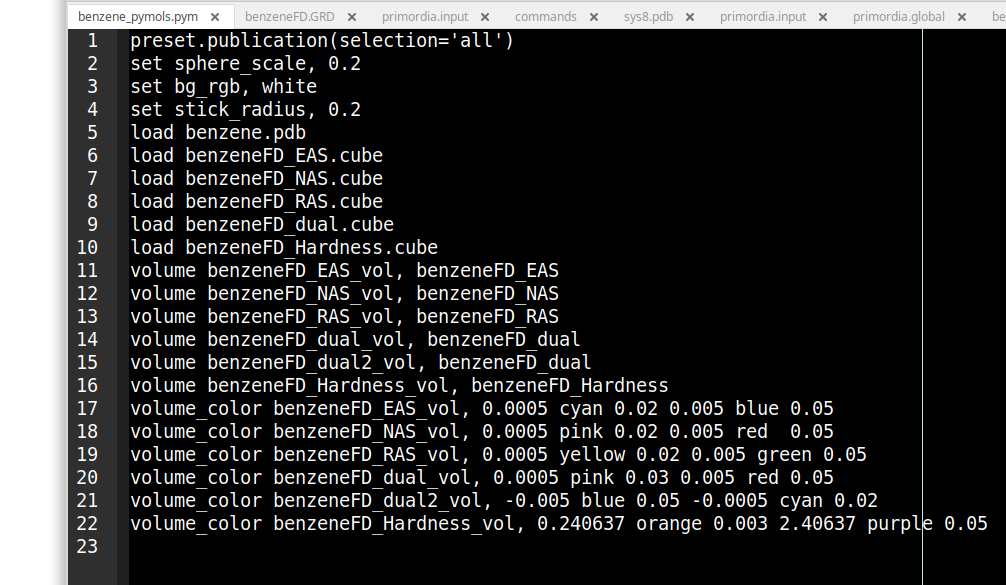 benzene_pymols.pym × benzeneFD.GRD × primordia.input × commands × sys8.pdb × primordia.input × primordia.global × be
1 preset.publication(selection='all')
2 set sphere_scale, 0.2
3 set bg_rgb, white
4 set stick_radius, 0.2
5 load benzene.pdb
6 load benzeneFD_EAS.cube
7 load benzeneFD_NAS.cube
8 load benzeneFD_RAS.cube
9 load benzeneFD_dual.cube
10 load benzeneFD_Hardness.cube
11 volume benzeneFD_EAS_vol, benzeneFD_EAS
12 volume benzeneFD_NAS_vol, benzeneFD_NAS
13 volume benzeneFD_RAS_vol, benzeneFD_RAS
14 volume benzeneFD_dual_vol, benzeneFD_dual
15 volume benzeneFD_dual2_vol, benzeneFD_dual
16 volume benzeneFD_Hardness_vol, benzeneFD_Hardness
17 volume_color benzeneFD_EAS_vol, 0.0005 cyan 0.02 0.005 blue 0.05
18 volume_color benzeneFD_NAS_vol, 0.0005 pink 0.02 0.005 red  0.05
19 volume_color benzeneFD_RAS_vol, 0.0005 yellow 0.02 0.005 green 0.05
20 volume_color benzeneFD_dual_vol, 0.0005 pink 0.03 0.005 red 0.05
21 volume_color benzeneFD_dual2_vol, -0.005 blue 0.05 -0.0005 cyan 0.02
22 volume_color benzeneFD_Hardness_vol, 0.240637 orange 0.003 2.40637 purple 0.05
23